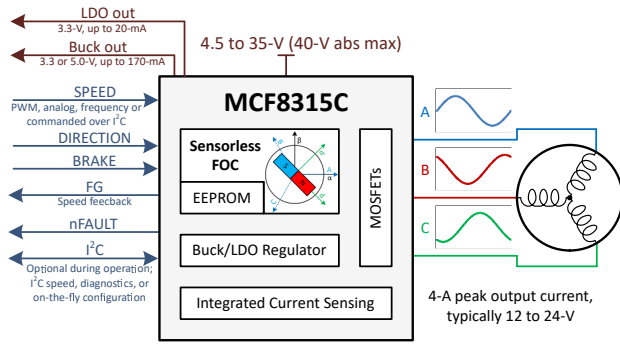 LDO out
3.3-V, up to 20-mA
Buck out
3.3 or 5.0-V, up to 170-mA
4.5 to 35-V (40-V abs max)
SPEED
PWM, analog, frequency or
commanded over I²C
DIRECTION
BRAKE
FG
Speed feecback
nFAULT
I²C
Optional during operation;
I²C speed, diagnostics, or
on-the-fly configuration
MCF8315C
Sensorless
FOC
EEPROM
β
A
α
B
C
d
q
S
N
MOSFETs
Buck/LDO Regulator
Integrated Current Sensing
A
B
C
4-A peak output current,
typically 12 to 24-V